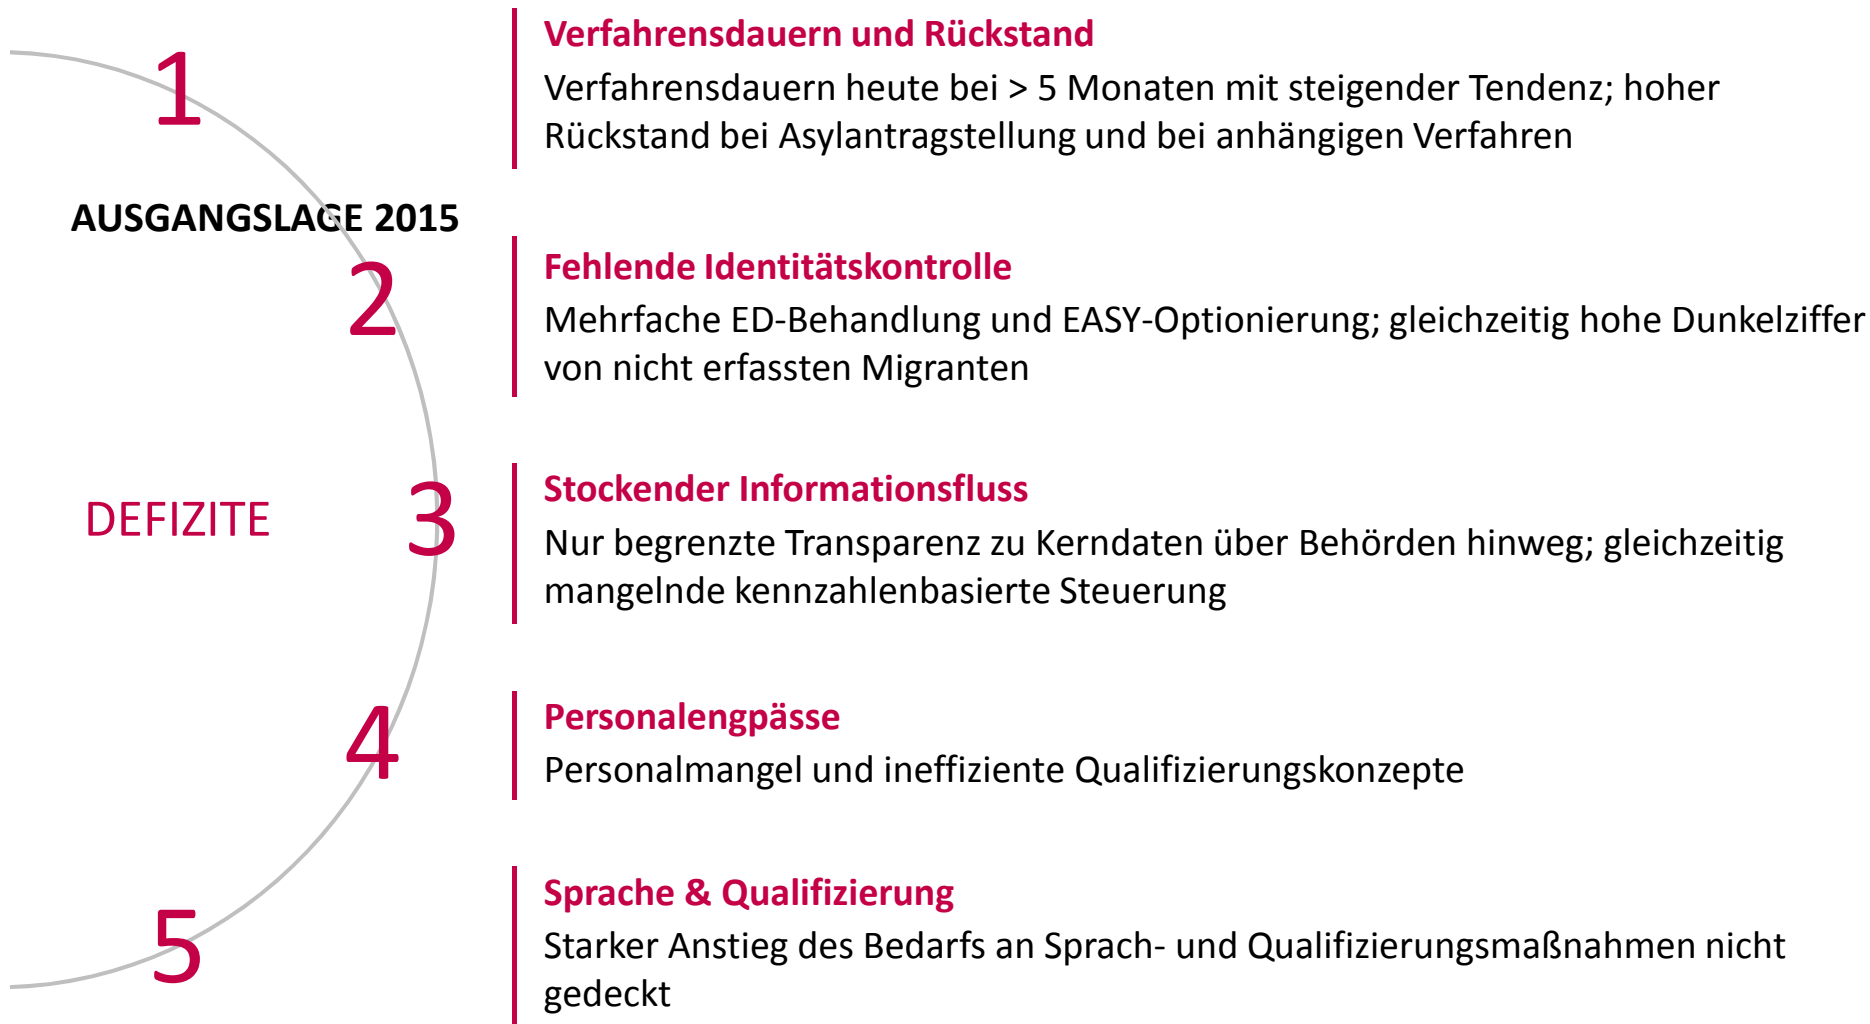 1
Verfahrensdauern und Rückstand
Verfahrensdauern heute bei > 5 Monaten mit steigender Tendenz; hoher
Rückstand bei Asylantragstellung und bei anhängigen Verfahren
AUSGANGSLAGE 2015
2
Fehlende Identitätskontrolle
Mehrfache ED-Behandlung und EASY-Optionierung; gleichzeitig hohe Dunkelziffer
von nicht erfassten Migranten
DEFIZITE
3
Stockender Informationsfluss
Nur begrenzte Transparenz zu Kerndaten über Behörden hinweg; gleichzeitig
mangelnde kennzahlenbasierte Steuerung
4
Personalengpässe
Personalmangel und ineffiziente Qualifizierungskonzepte
5
Sprache & Qualifizierung
Starker Anstieg des Bedarfs an Sprach- und Qualifizierungsmaßnahmen nicht
gedeckt